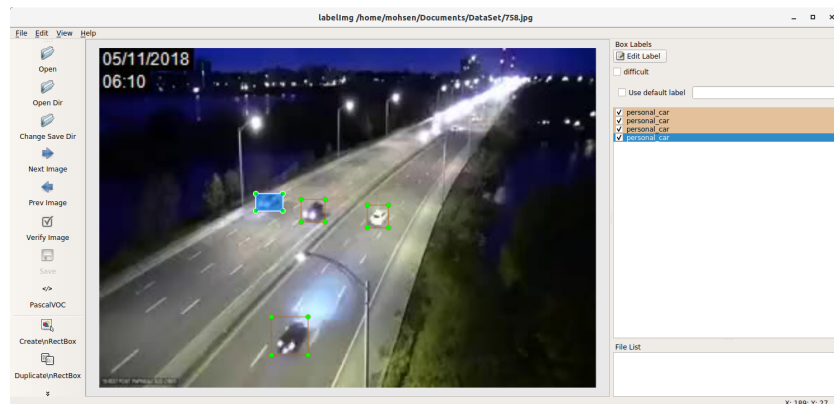 labelImg /home/mohsen/Documents/DataSet/758.jpg
File Edit View Help
Open
Open Dir
Change Save Dir
Next Image
Prev Image
Verify Image
Save
</>
PascalVOC
Create\nRectBox
Duplicate\nRectBox
05/11/2018
06:10
Box Labels
Edit Label
difficult
Use default label
personal_car
personal_car
personal_car
personal_car
File List
X: 189; Y: 27